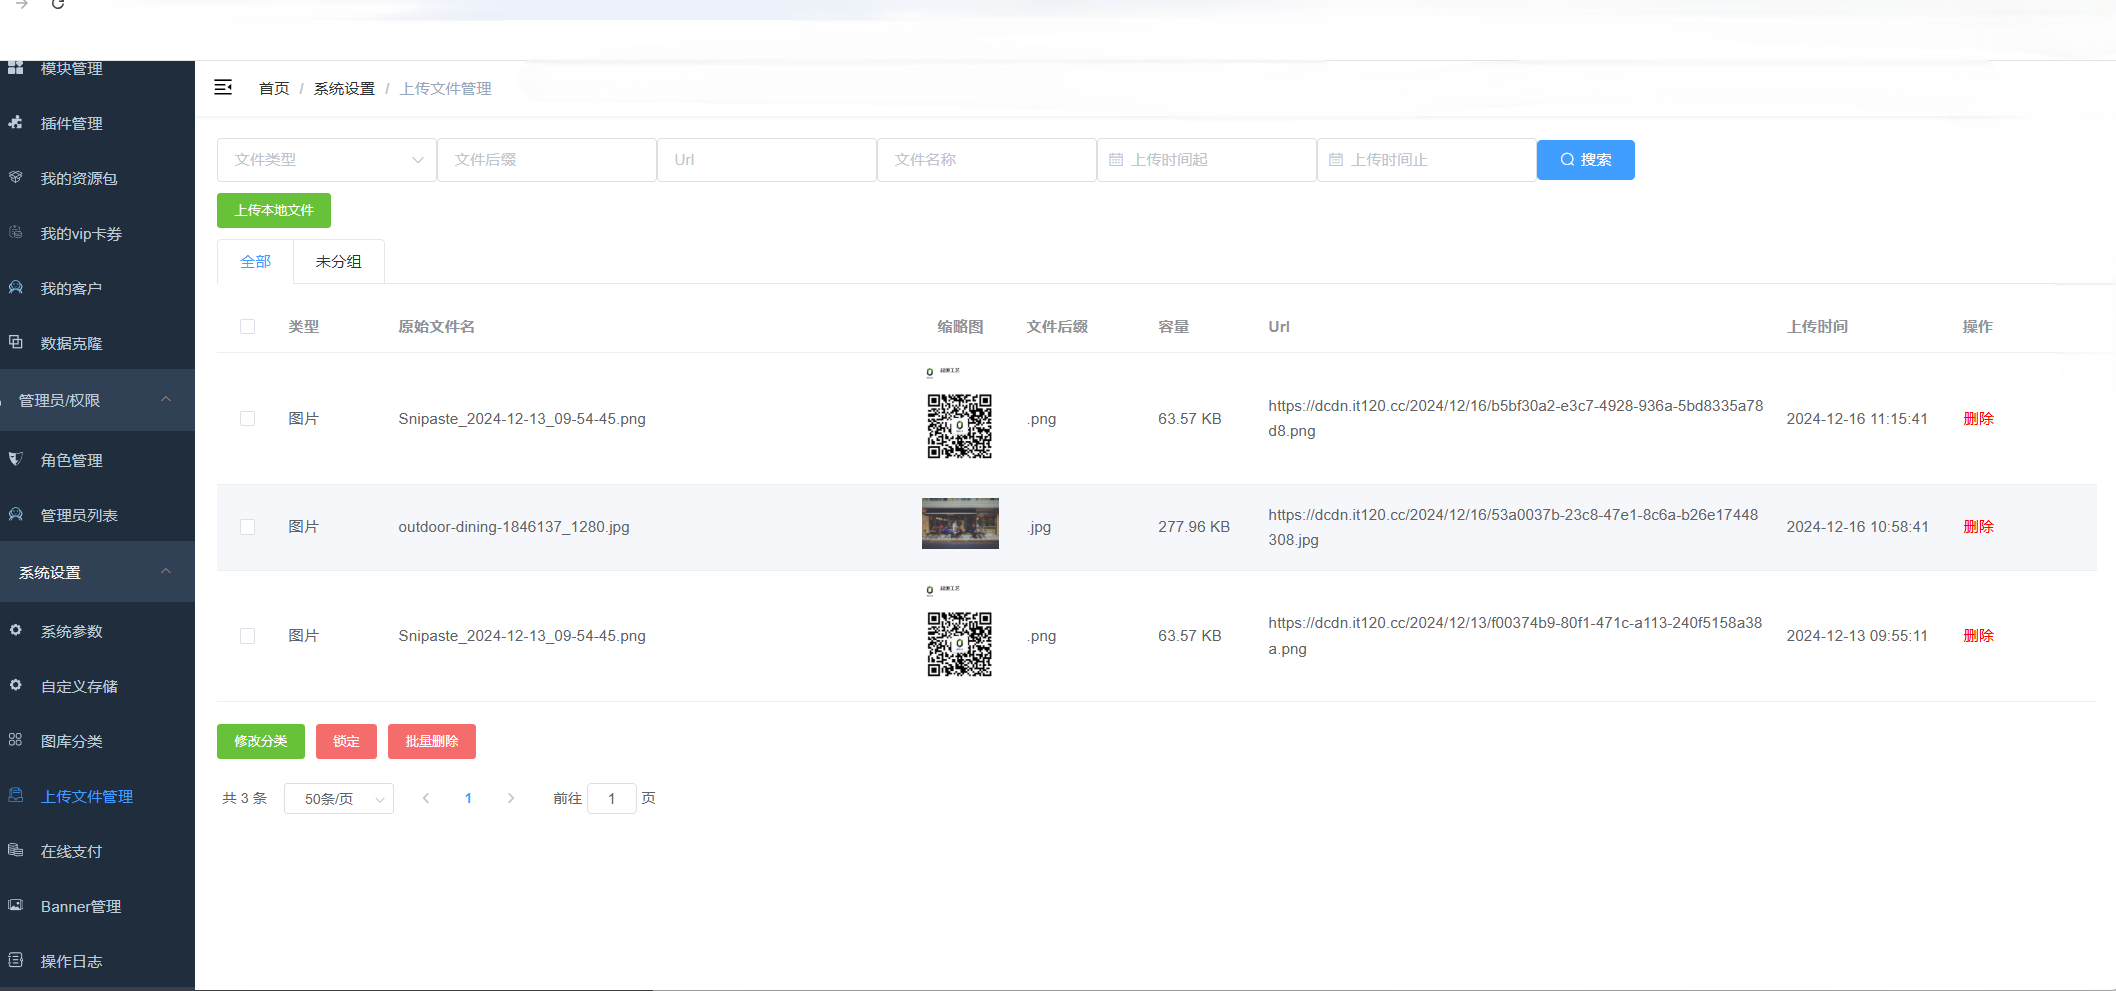 模块管理
插件管理
我的资源包
我的vip卡券
我的客户
数据克隆
管理员/权限
角色管理
管理员列表
系统设置
系统参数
自定义存储
图库分类
上传文件管理
在线支付
Banner管理
操作日志
首页 / 系统设置 / 上传文件管理
文件类型 文件后缀 Url 文件名称 上传时间起 上传时间止 搜索
上传本地文件
全部 未分组
类型 原始文件名 缩略图 文件后缀 容量 Url 上传时间 操作
图片 Snipaste_2024-12-13_09-54-45.png .png 63.57 KB https://dcdn.it120.cc/2024/12/16/b5bf30a2-e3c7-4928-936a-5bd8335a78 2024-12-16 11:15:41 删除
d8.png
图片 outdoor-dining-1846137_1280.jpg .jpg 277.96 KB https://dcdn.it120.cc/2024/12/16/53a0037b-23c8-47e1-8c6a-b26e17448 2024-12-16 10:58:41 删除
308.jpg
图片 Snipaste_2024-12-13_09-54-45.png .png 63.57 KB https://dcdn.it120.cc/2024/12/13/f00374b9-80f1-471c-a113-240f5158a38 2024-12-13 09:55:11 删除
a.png
修改分类 锁定 批量删除
共 3 条 50条/页 1 前往 1 页